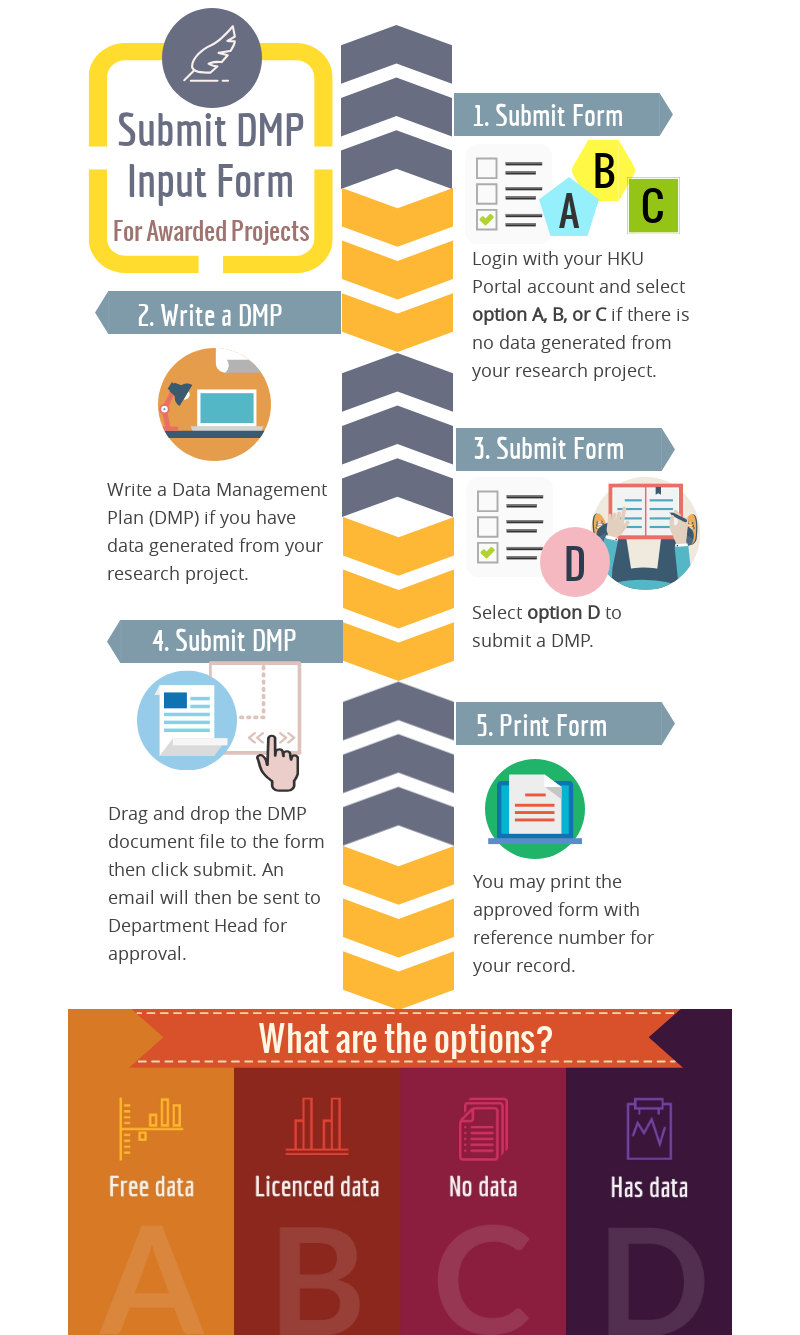 Submit DMP
Input Form
For Awarded Projects
1. Submit Form
A
B
C
Login with your HKU
Portal account and select
option A, B, or C if there is
no data generated from
your research project.
2. Write a DMP
Write a Data Management
Plan (DMP) if you have
data generated from your
research project.
3. Submit Form
D
Select option D to
submit a DMP.
4. Submit DMP
Drag and drop the DMP
document file to the form
then click submit. An
email will then be sent to
Department Head for
approval.
5. Print Form
You may print the
approved form with
reference number for
your record.
What are the options?
Free data
A
Licenced data
B
No data
C
Has data
D